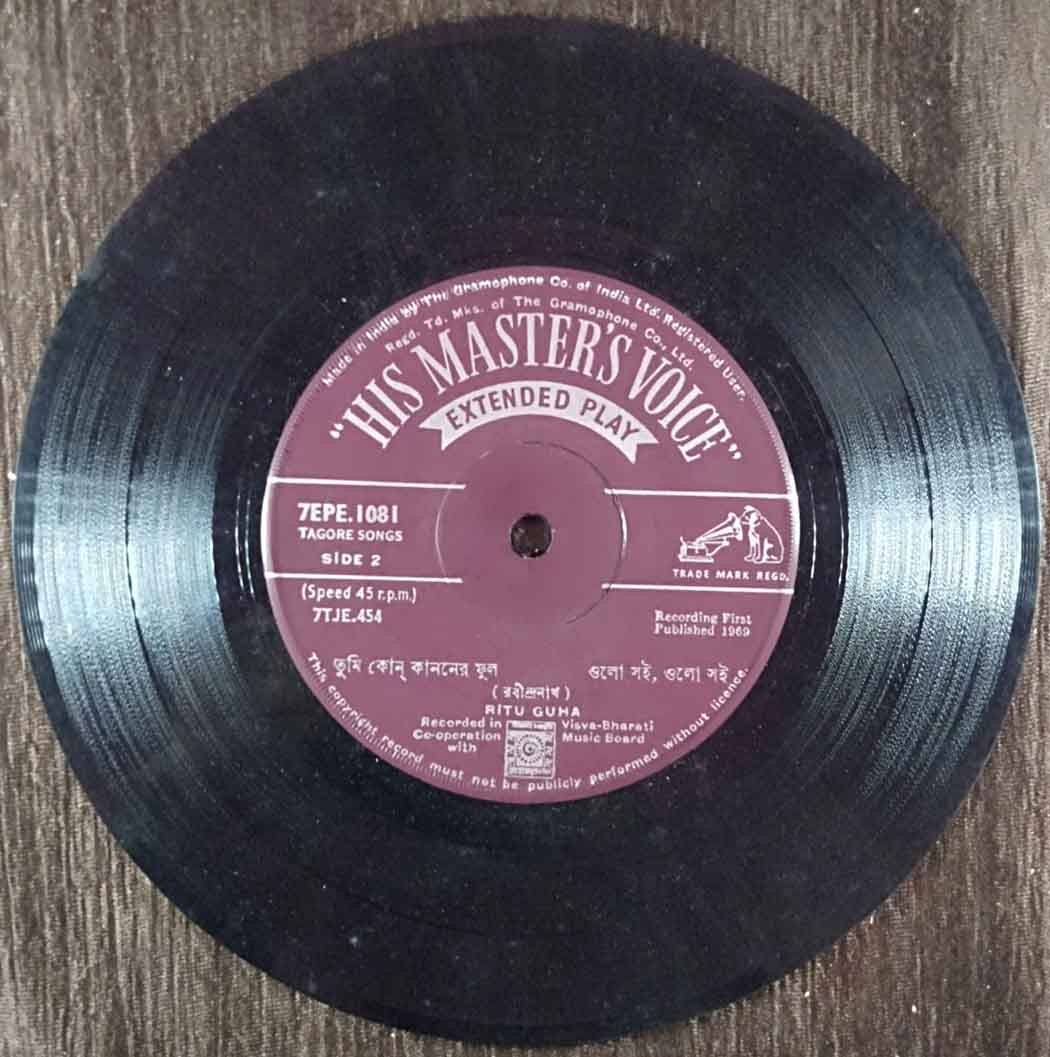 Made in India by The Gramophone Co. of India Ltd. Registered User.
Regd. Td. Mks. of The Gramophone Co., Ltd.
"HIS MASTER'S VOICE"
EXTENDED PLAY
7EPE.1081
TAGORE SONGS
SIDE 2
TRADE MARK REGD.
(Speed 45 r.p.m.)
7TJE.454
Recording First
Published 1969
তুমি কোন্ কাননের ফুল
ওলো সই, ওলো সই
(রবীন্দ্রনাথ)
RITU GUHA
Recorded in
Co-operation
with
Visva-Bharati
Music Board
This copyright record must not be publicly performed without licence.